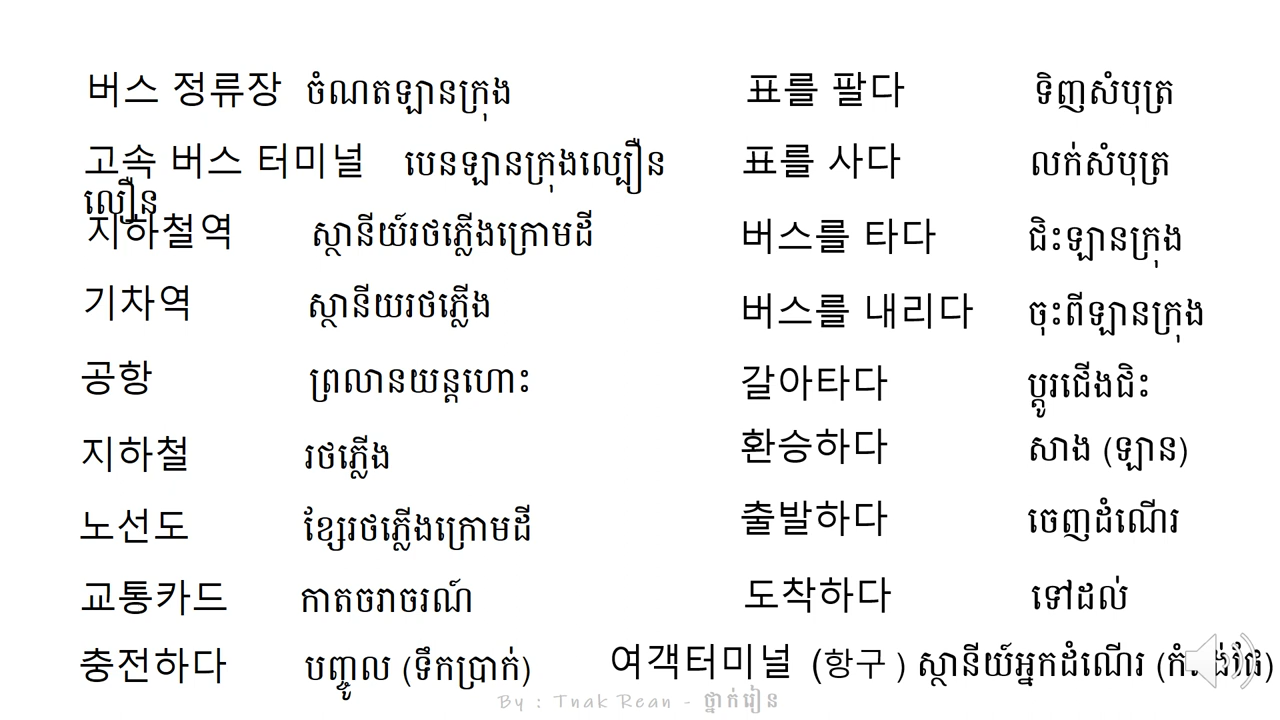 버스 정류장 ចំណតឡានក្រុង
고속 버스 터미널 បេនឡានក្រុងល្បឿន
លឿន
지하철역 ស្ថានីយ៍រថភ្លើងក្រោមដី
기차역 ស្ថានីយរថភ្លើង
공항 ព្រលានយន្តហោះ
지하철 រថភ្លើង
노선도 ខ្សែរថភ្លើងក្រោមដី
교통카드 កាតចរាចរណ៍
충전하다 បញ្ចូល (ទឹកប្រាក់)
표를 팔다 ទិញសំបុត្រ
표를 사다 លក់សំបុត្រ
버스를 타다 ជិះឡានក្រុង
버스를 내리다 ចុះពីឡានក្រុង
갈아타다 ប្តូរជើងជិះ
환승하다 សាង (ឡាន)
출발하다 ចេញដំណើរ
도착하다 ទៅដល់
여객터미널 (항구 ) ស្ថានីយ៍អ្នកដំណើរ
By : Tnak Rean - ថ្នាក់រៀន